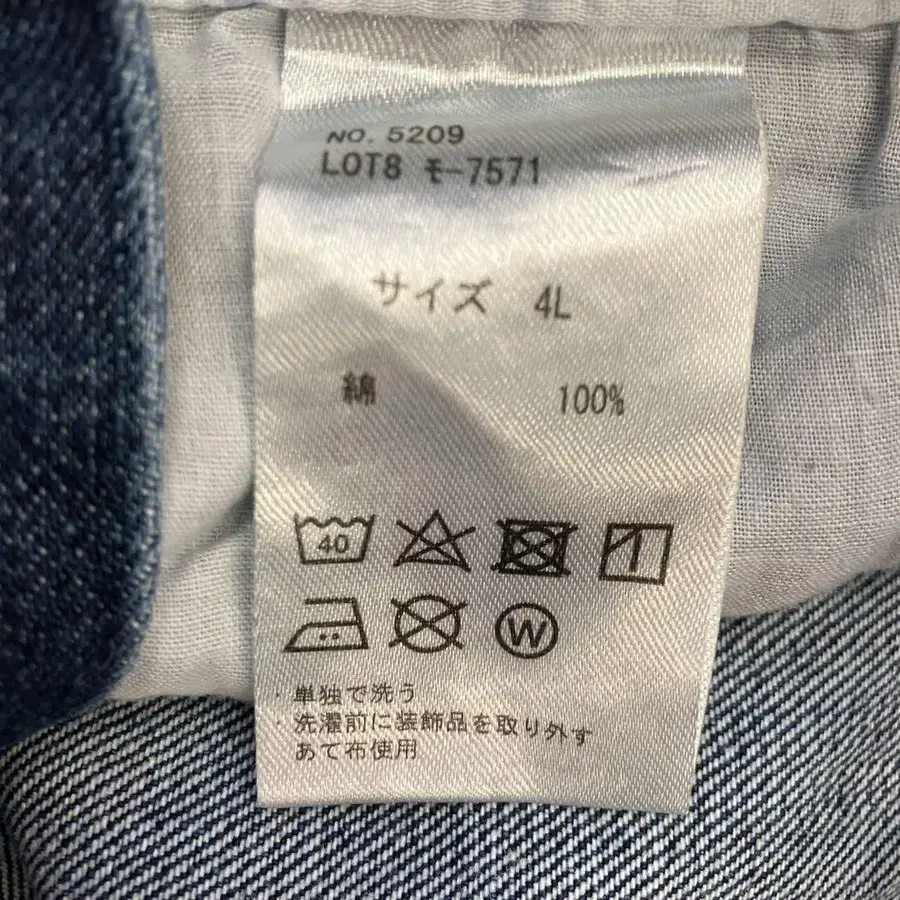 NO. 5209
LOT8 モ-7571
サイズ 4L
綿 100%
40
W
・単独で洗う
・洗濯前に装飾品を取り外す
あて布使用